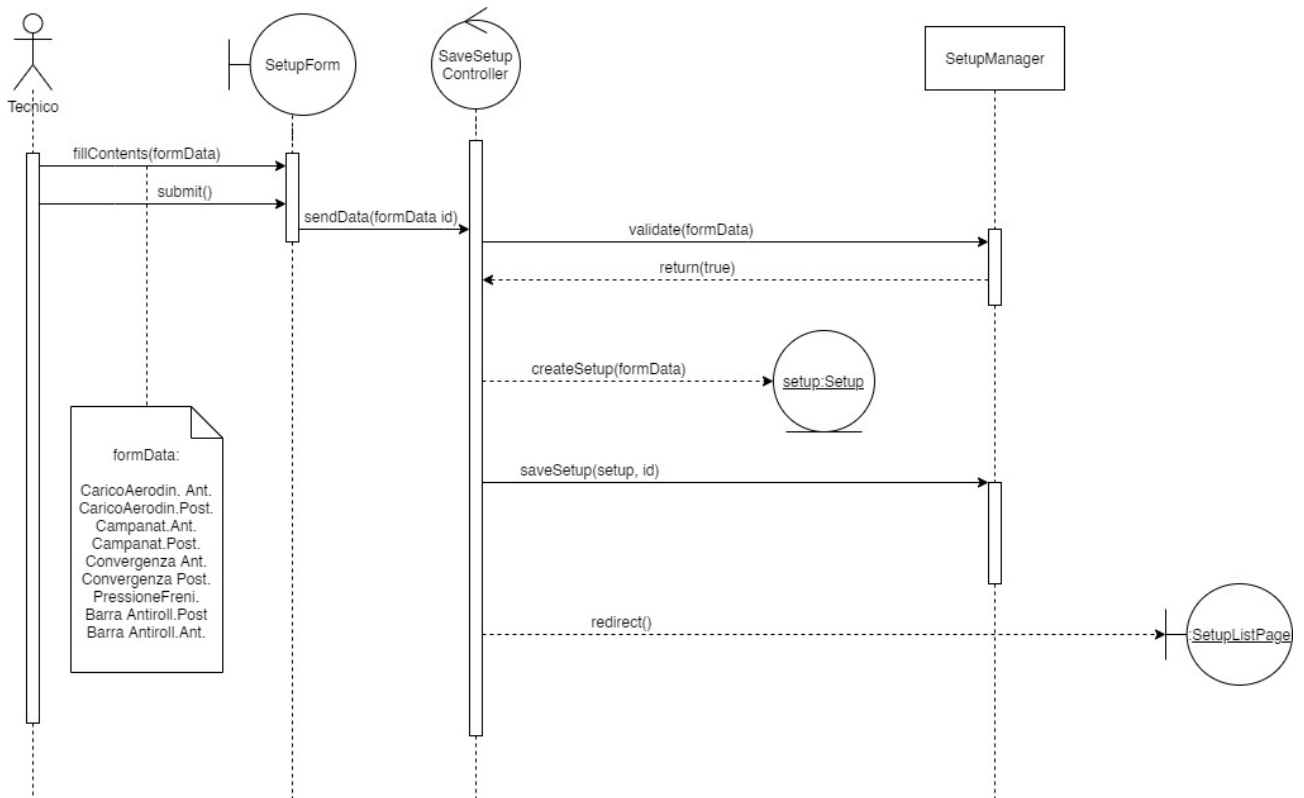 SetupForm
SaveSetup
Controller
SetupManager
Tecnico
fillContents(formData)
submit()
sendData(formData id)
validate(formData)
return(true)
createSetup(formData)
setup:Setup
formData:
CaricoAerodin. Ant.
CaricoAerodin.Post.
Campanat.Ant.
Campanat.Post.
Convergenza Ant.
Convergenza Post.
PressioneFreni.
Barra Antiroll.Post
Barra Antiroll.Ant.
saveSetup(setup, id)
redirect()
:SetupListPage